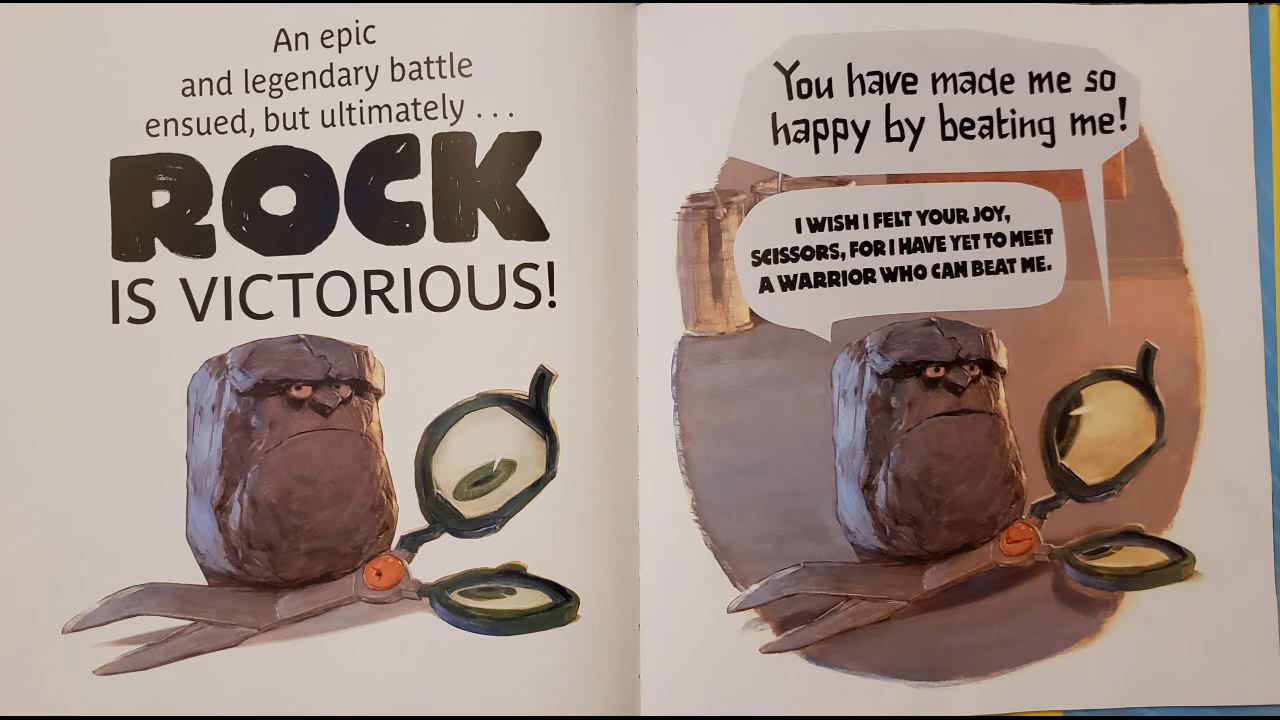 An epic
and legendary battle
ensued, but ultimately . . .
ROCK
IS VICTORIOUS!
You have made me so
happy by beating me!
I WISH I FELT YOUR JOY,
SCISSORS, FOR I HAVE YET TO MEET
A WARRIOR WHO CAN BEAT ME.